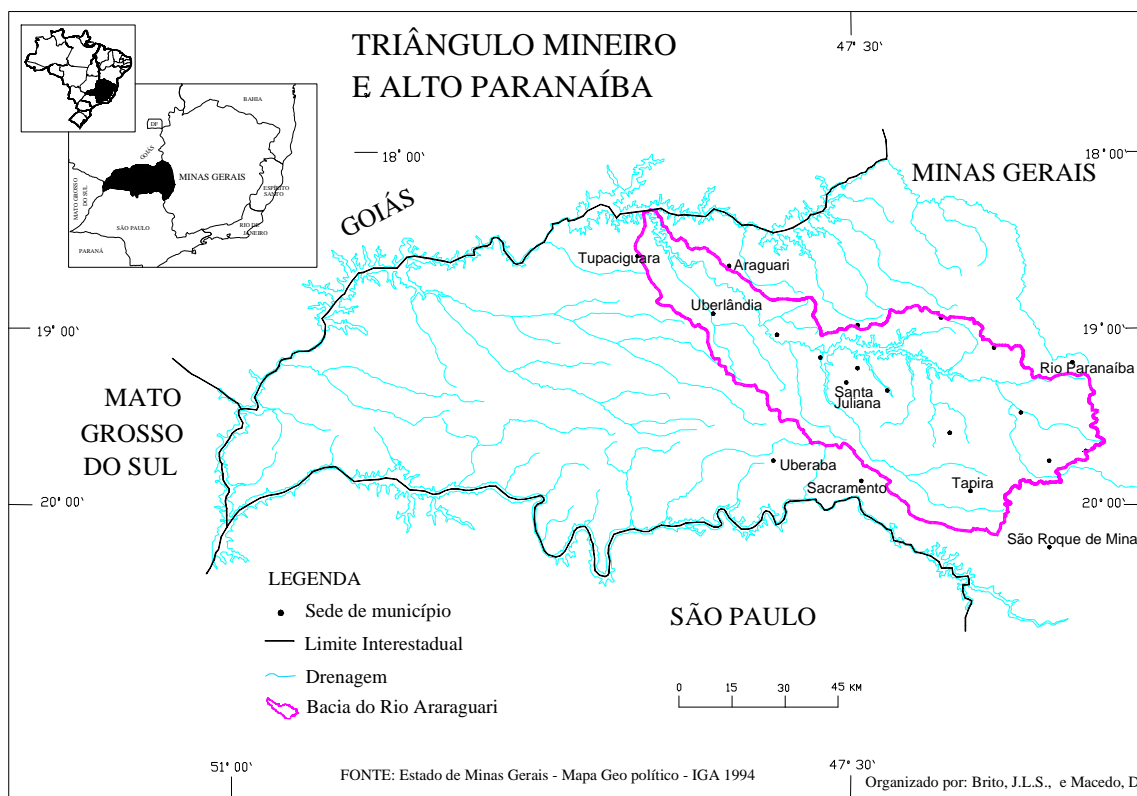 TRIÂNGULO MINEIRO
E ALTO PARANAÍBA
47° 30'
BAHIA
DF
GOIÁS
MINAS GERAIS
MATO GROSSO
DO SUL
ESPÍRITO
SANTO
SÃO PAULO
RIO DE
JANEIRO
PARANÁ
18° 00'
18° 00'
MINAS GERAIS
GOIÁS
Tupaciguara
Araguari
Uberlândia
19° 00'
19° 00'
Rio Paranaíba
Santa
Juliana
MATO
GROSSO
DO SUL
Uberaba
Sacramento
Tapira
20° 00'
20° 00'
São Roque de Mina
LEGENDA
Sede de município
Limite Interestadual
Drenagem
Bacia do Rio Araraguari
SÃO PAULO
0 15 30 45 KM
51° 00'
47° 30'
FONTE: Estado de Minas Gerais - Mapa Geo político - IGA 1994
Organizado por: Brito, J.L.S., e Macedo, D